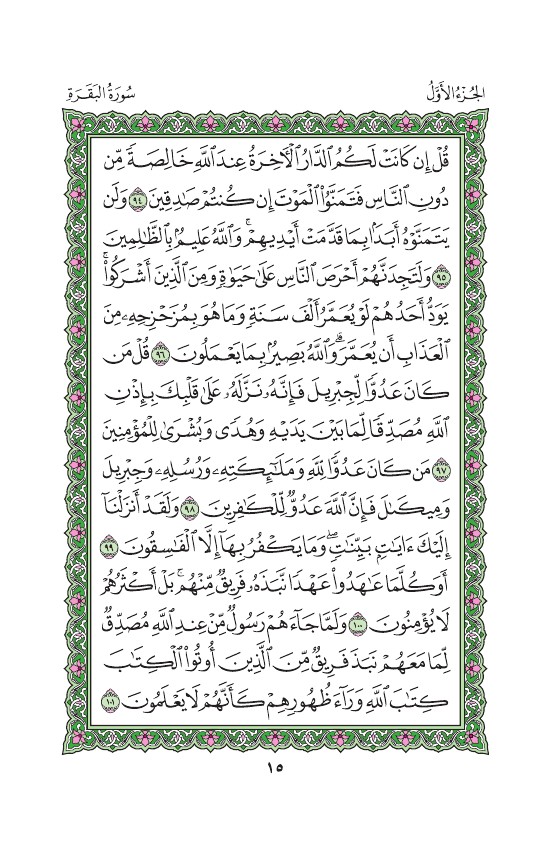 الجُزْءُ الأَوَّلُ
سُورَةُ البَقَرَةِ
قُلۡ إِن كَانَتۡ لَكُمُ ٱلدَّارُ ٱلۡأٓخِرَةُ عِندَ ٱللَّهِ خَالِصَةٗ مِّن
دُونِ ٱلنَّاسِ فَتَمَنَّوُاْ ٱلۡمَوۡتَ إِن كُنتُمۡ صَٰدِقِينَ ٩٤ وَلَن
يَتَمَنَّوۡهُ أَبَدَۢا بِمَا قَدَّمَتۡ أَيۡدِيهِمۡۚ وَٱللَّهُ عَلِيمُۢ بِٱلظَّٰلِمِينَ
٩٥ وَلَتَجِدَنَّهُمۡ أَحۡرَصَ ٱلنَّاسِ عَلَىٰ حَيَوٰةٖ وَمِنَ ٱلَّذِينَ أَشۡرَكُواْۚ
يَوَدُّ أَحَدُهُمۡ لَوۡ يُعَمَّرُ أَلۡفَ سَنَةٖ وَمَا هُوَ بِمُزَحۡزِحِهِۦ مِنَ
ٱلۡعَذَابِ أَن يُعَمَّرَۗ وَٱللَّهُ بَصِيرُۢ بِمَا يَعۡمَلُونَ ٩٦ قُلۡ مَن
كَانَ عَدُوّٗا لِّجِبۡرِيلَ فَإِنَّهُۥ نَزَّلَهُۥ عَلَىٰ قَلۡبِكَ بِإِذۡنِ
ٱللَّهِ مُصَدِّقٗا لِّمَا بَيۡنَ يَدَيۡهِ وَهُدٗى وَبُشۡرَىٰ لِلۡمُؤۡمِنِينَ
٩٧ مَن كَانَ عَدُوّٗا لِّلَّهِ وَمَلَٰٓئِكَتِهِۦ وَرُسُلِهِۦ وَجِبۡرِيلَ
وَمِيكَىٰلَ فَإِنَّ ٱللَّهَ عَدُوّٞ لِّلۡكَٰفِرِينَ ٩٨ وَلَقَدۡ أَنزَلۡنَآ
إِلَيۡكَ ءَايَٰتِۭ بَيِّنَٰتٖۖ وَمَا يَكۡفُرُ بِهَآ إِلَّا ٱلۡفَٰسِقُونَ ٩٩
أَوَكُلَّمَا عَٰهَدُواْ عَهۡدٗا نَّبَذَهُۥ فَرِيقٞ مِّنۡهُمۚ بَلۡ أَكۡثَرُهُمۡ
لَا يُؤۡمِنُونَ ١٠٠ وَلَمَّا جَآءَهُمۡ رَسُولٞ مِّنۡ عِندِ ٱللَّهِ مُصَدِّقٞ
لِّمَا مَعَهُمۡ نَبَذَ فَرِيقٞ مِّنَ ٱلَّذِينَ أُوتُواْ ٱلۡكِتَٰبَ
كِتَٰبَ ٱللَّهِ وَرَآءَ ظُهُورِهِمۡ كَأَنَّهُمۡ لَا يَعۡلَمُونَ ١٠١
١٥